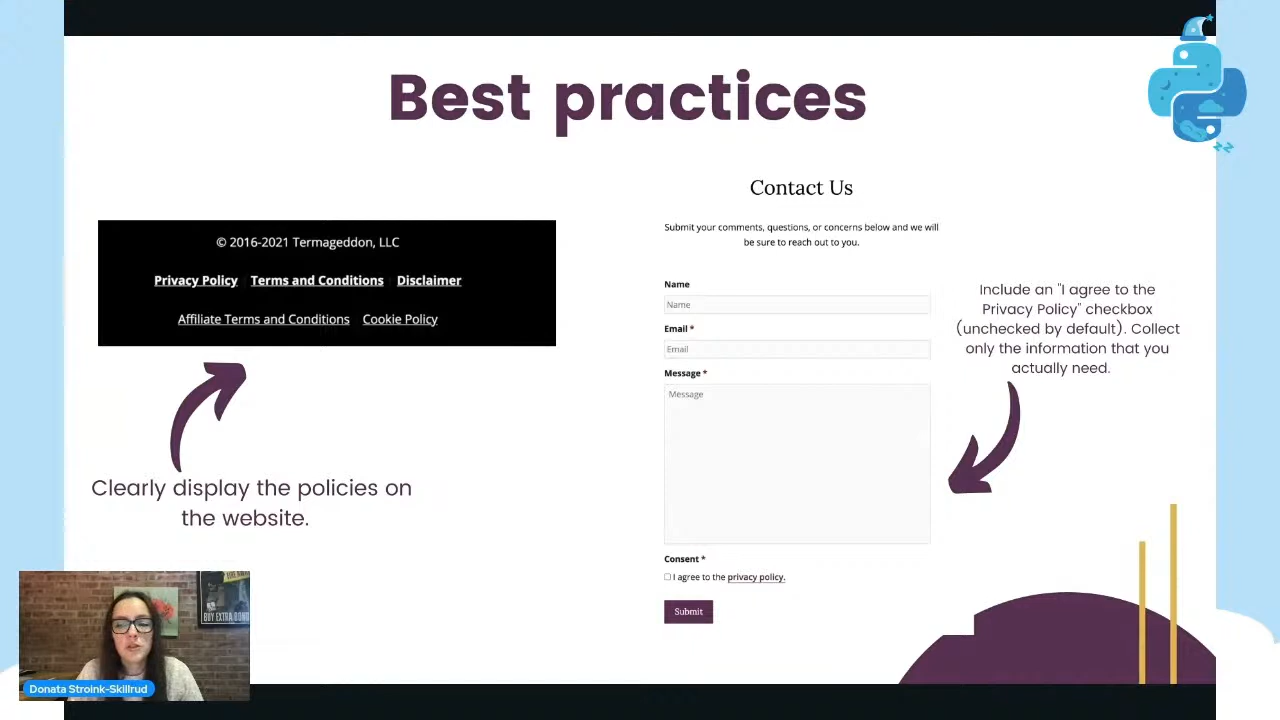 Best practices
© 2016-2021 Termageddon, LLC
Privacy Policy Terms and Conditions Disclaimer
Affiliate Terms and Conditions Cookie Policy
Clearly display the policies on
the website.
Contact Us
Submit your comments, questions, or concerns below and we will
be sure to reach out to you.
Name
Name
Email *
Email
Message *
Message
Consent *
I agree to the privacy policy.
Submit
Include an "I agree to the
Privacy Policy" checkbox
(unchecked by default). Collect
only the information that you
actually need.
BUY EXTRA BOND
Donata Stroink-Skillrud
zz